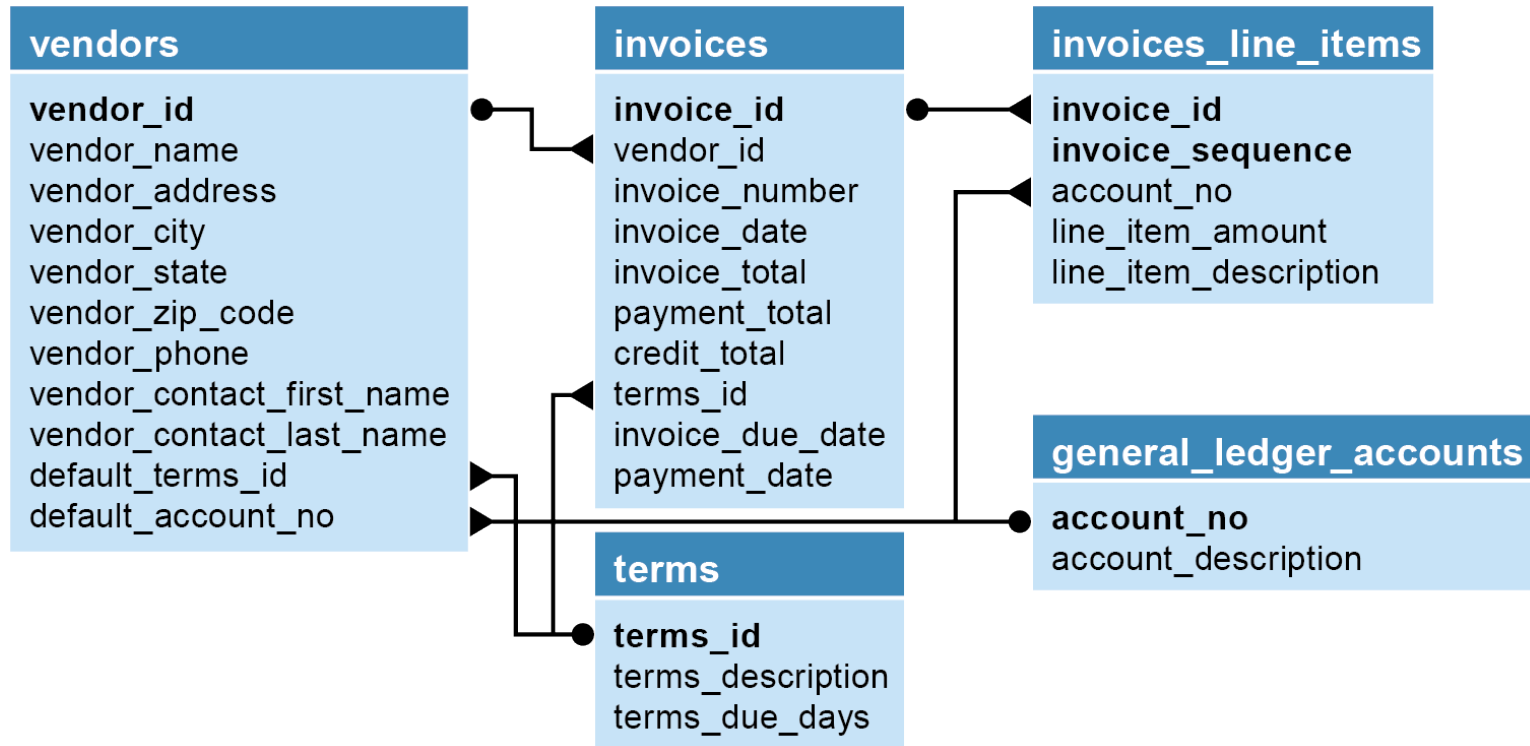 vendors
vendor_id
vendor_name
vendor_address
vendor_city
vendor_state
vendor_zip_code
vendor_phone
vendor_contact_first_name
vendor_contact_last_name
default_terms_id
default_account_no
invoices
invoice_id
vendor_id
invoice_number
invoice_date
invoice_total
payment_total
credit_total
terms_id
invoice_due_date
payment_date
terms
terms_id
terms_description
terms_due_days
invoices_line_items
invoice_id
invoice_sequence
account_no
line_item_amount
line_item_description
general_ledger_accounts
account_no
account_description